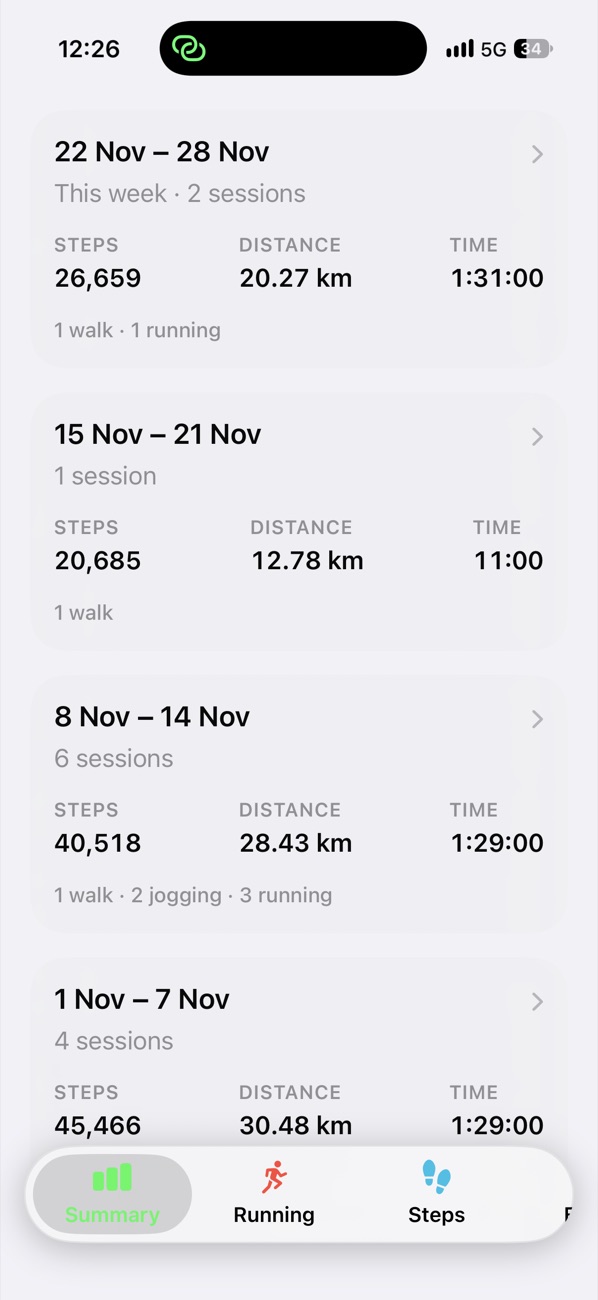 12:26 5G 34
22 Nov – 28 Nov
This week · 2 sessions
STEPS DISTANCE TIME
26,659 20.27 km 1:31:00
1 walk · 1 running
15 Nov – 21 Nov
1 session
STEPS DISTANCE TIME
20,685 12.78 km 11:00
1 walk
8 Nov – 14 Nov
6 sessions
STEPS DISTANCE TIME
40,518 28.43 km 1:29:00
1 walk · 2 jogging · 3 running
1 Nov – 7 Nov
4 sessions
STEPS DISTANCE TIME
45,466 30.48 km 1:29:00
Summary Running Steps